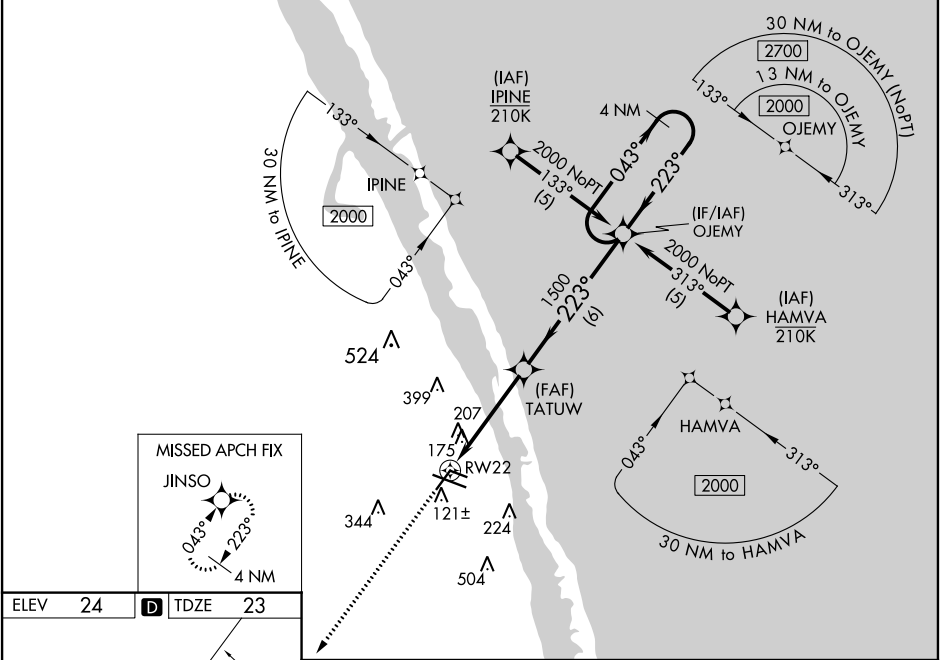 30 NM to OJEMY (NoPT)
2700
13 NM to OJEMY
2000
133°
OJEMY
313°
(IAF)
IPINE
210K
4 NM
043°
223°
2000 NoPT
133°
(5)
(IF/IAF)
OJEMY
2000 NoPT
313°
(5)
(IAF)
HAMVA
210K
133°
IPINE
2000
30 NM to IPINE
043°
1500
223°
(6)
(FAF)
TATUW
524
399
207
175
RW22
121±
344
224
504
HAMVA
043°
313°
2000
30 NM to HAMVA
MISSED APCH FIX
JINSO
043°
223°
4 NM
ELEV 24 D TDZE 23